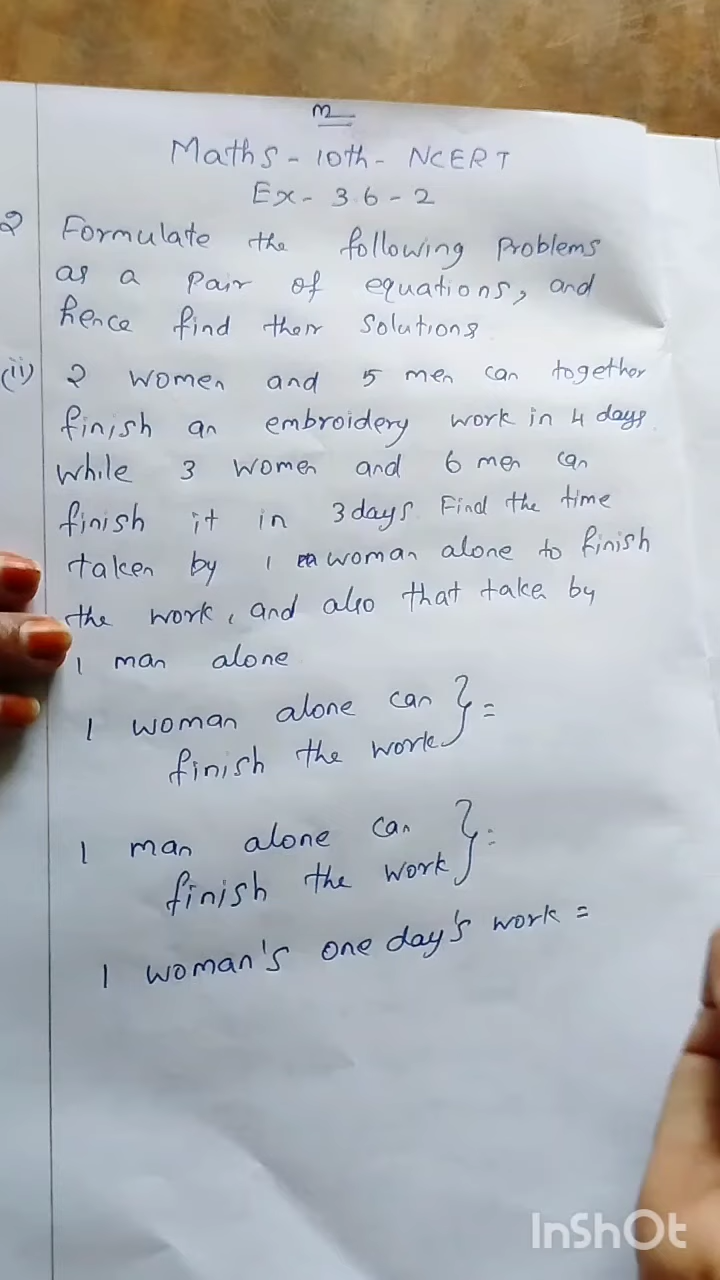 m
Maths - 10th - NCERT
Ex - 3.6 - 2
2 Formulate the following Problems
as a Pair of equations, and
hence find their solutions
(ii) 2 women and 5 men can together
finish an embroidery work in 4 days
while 3 women and 6 men can
finish it in 3 days Find the time
taken by 1 woman alone to finish
the work, and also that take by
1 man alone
1 woman alone can } =
finish the work
1 man alone can } =
finish the work
1 woman's one day's work =
InShOt